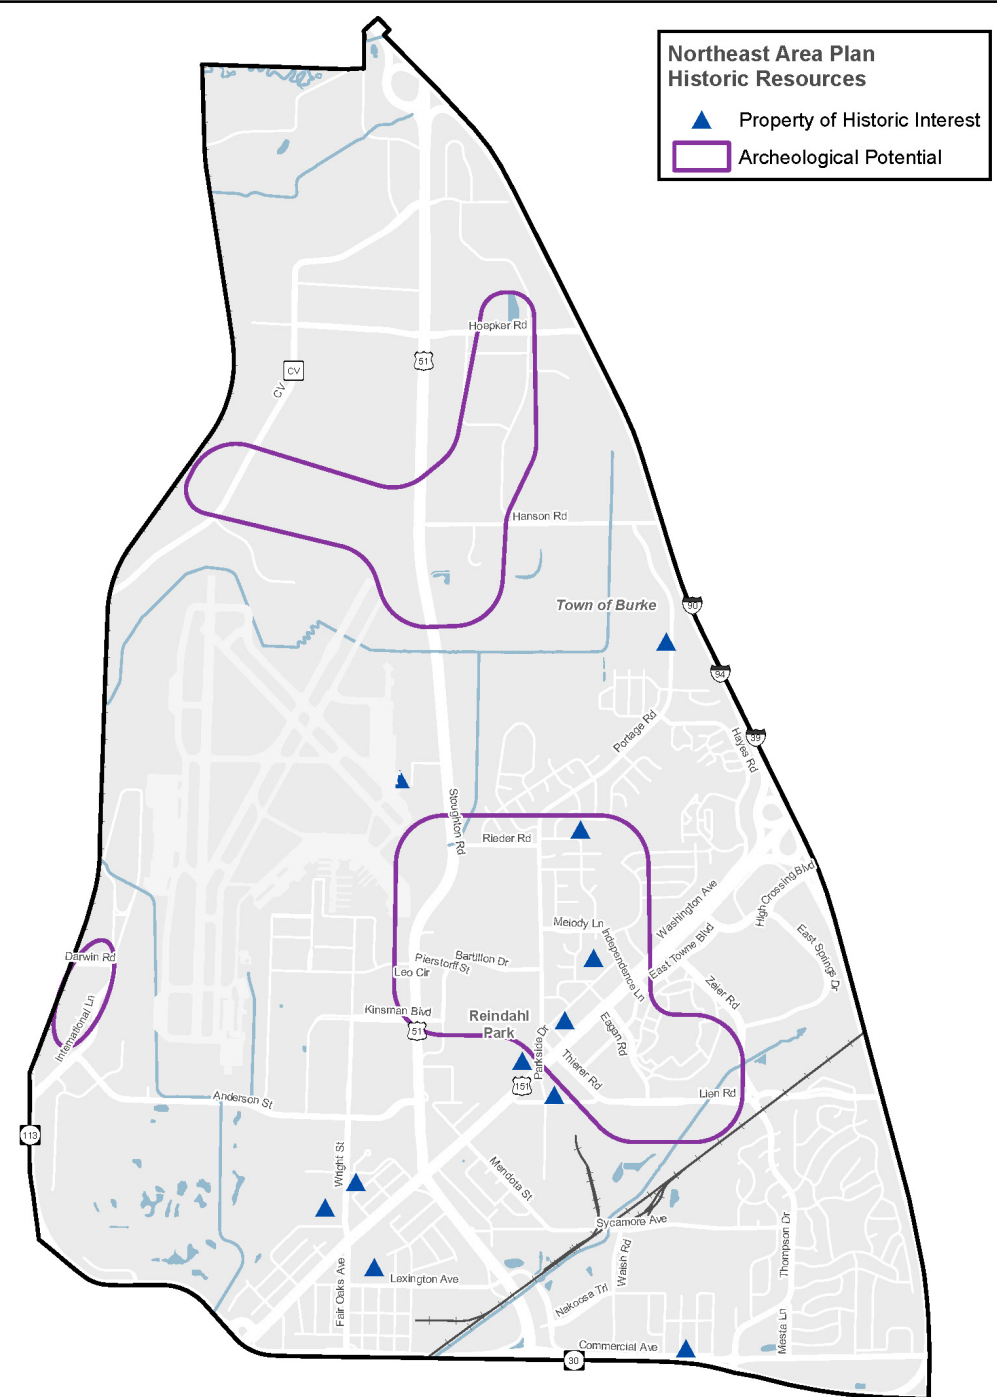 Northeast Area Plan
Historic Resources
Property of Historic Interest
Archeological Potential
Hoepker Rd
51
CV
CV
Hanson Rd
Town of Burke
90
94
39
Portage Rd
Hayes Rd
Stoughton Rd
Rieder Rd
High Crossing Blvd
Washington Ave
Melody Ln
Independence Ln
East Towne Blvd
East Springs Dr
Darwin Rd
Bartillon Dr
Pierstorff St
Leo Cir
Zeier Rd
International Ln
Kinsman Blvd
Reindahl
Park
51
Eagan Rd
Parkside Dr
Thierer Rd
151
Lien Rd
Anderson St
113
Wright St
Mendota St
Sycamore Ave
Walsh Rd
Thompson Dr
Lexington Ave
Fair Oaks Ave
Nakoosa Trl
Mesta Ln
Commercial Ave
30